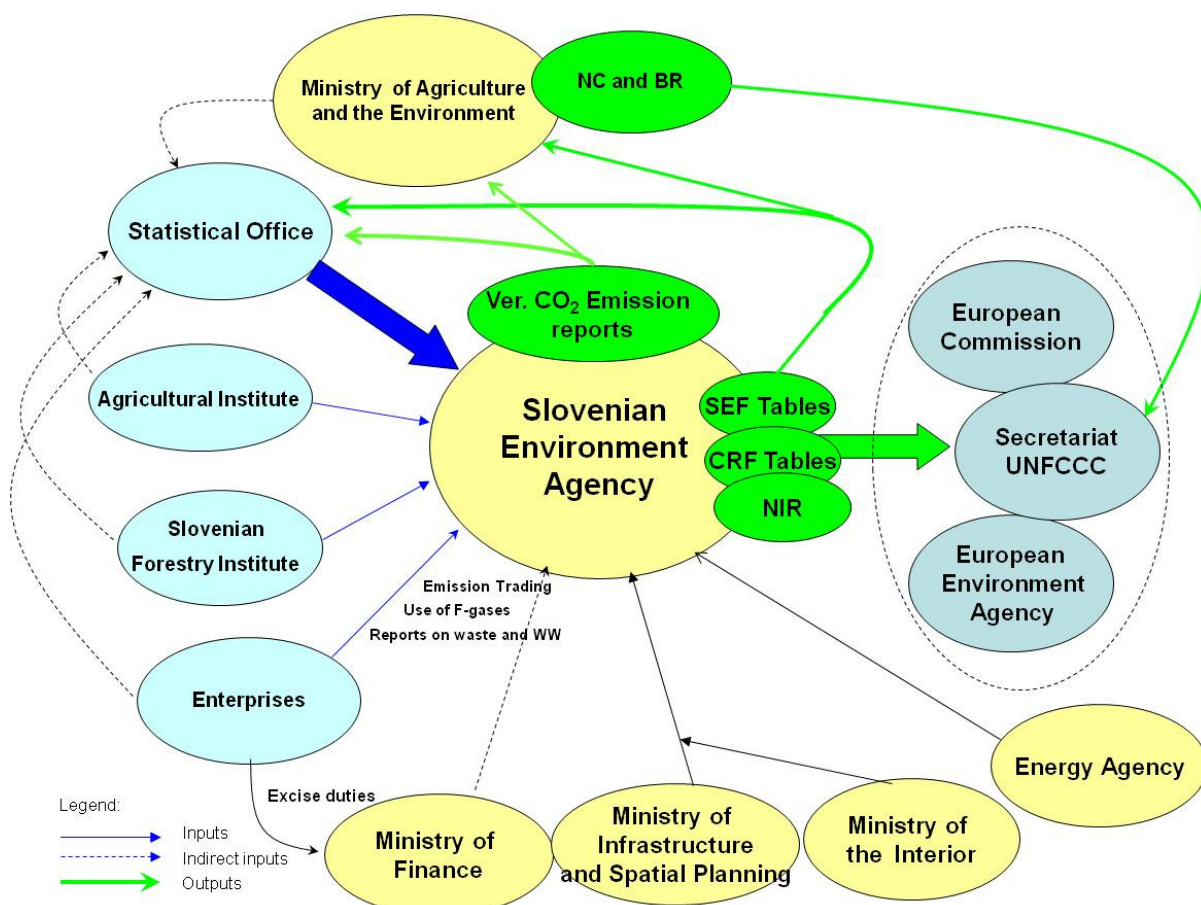 Ministry of Agriculture
and the Environment
NC and BR
Statistical Office
Ver. CO₂ Emission
reports
European
Commission
Agricultural Institute
Slovenian
Environment
Agency
SEF Tables
CRF Tables
NIR
Secretariat
UNFCCC
Slovenian
Forestry Institute
European
Environment
Agency
Emission Trading
Use of F-gases
Reports on waste and WW
Enterprises
Energy Agency
Excise duties
Ministry of
Finance
Ministry of
Infrastructure
and Spatial Planning
Ministry of
the Interior
Legend:
Inputs
Indirect inputs
Outputs